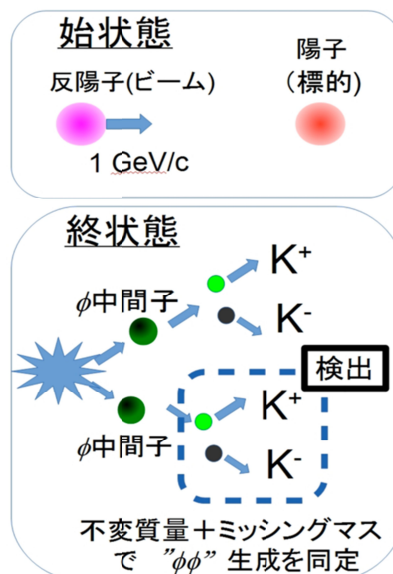 始状態
陽子
反陽子(ビーム)
（標的）
1 GeV/c
終状態
K+
ϕ中間子
K-
検出
K+
ϕ中間子
K-
不変質量＋ミッシングマス
で ”ϕϕ” 生成を同定